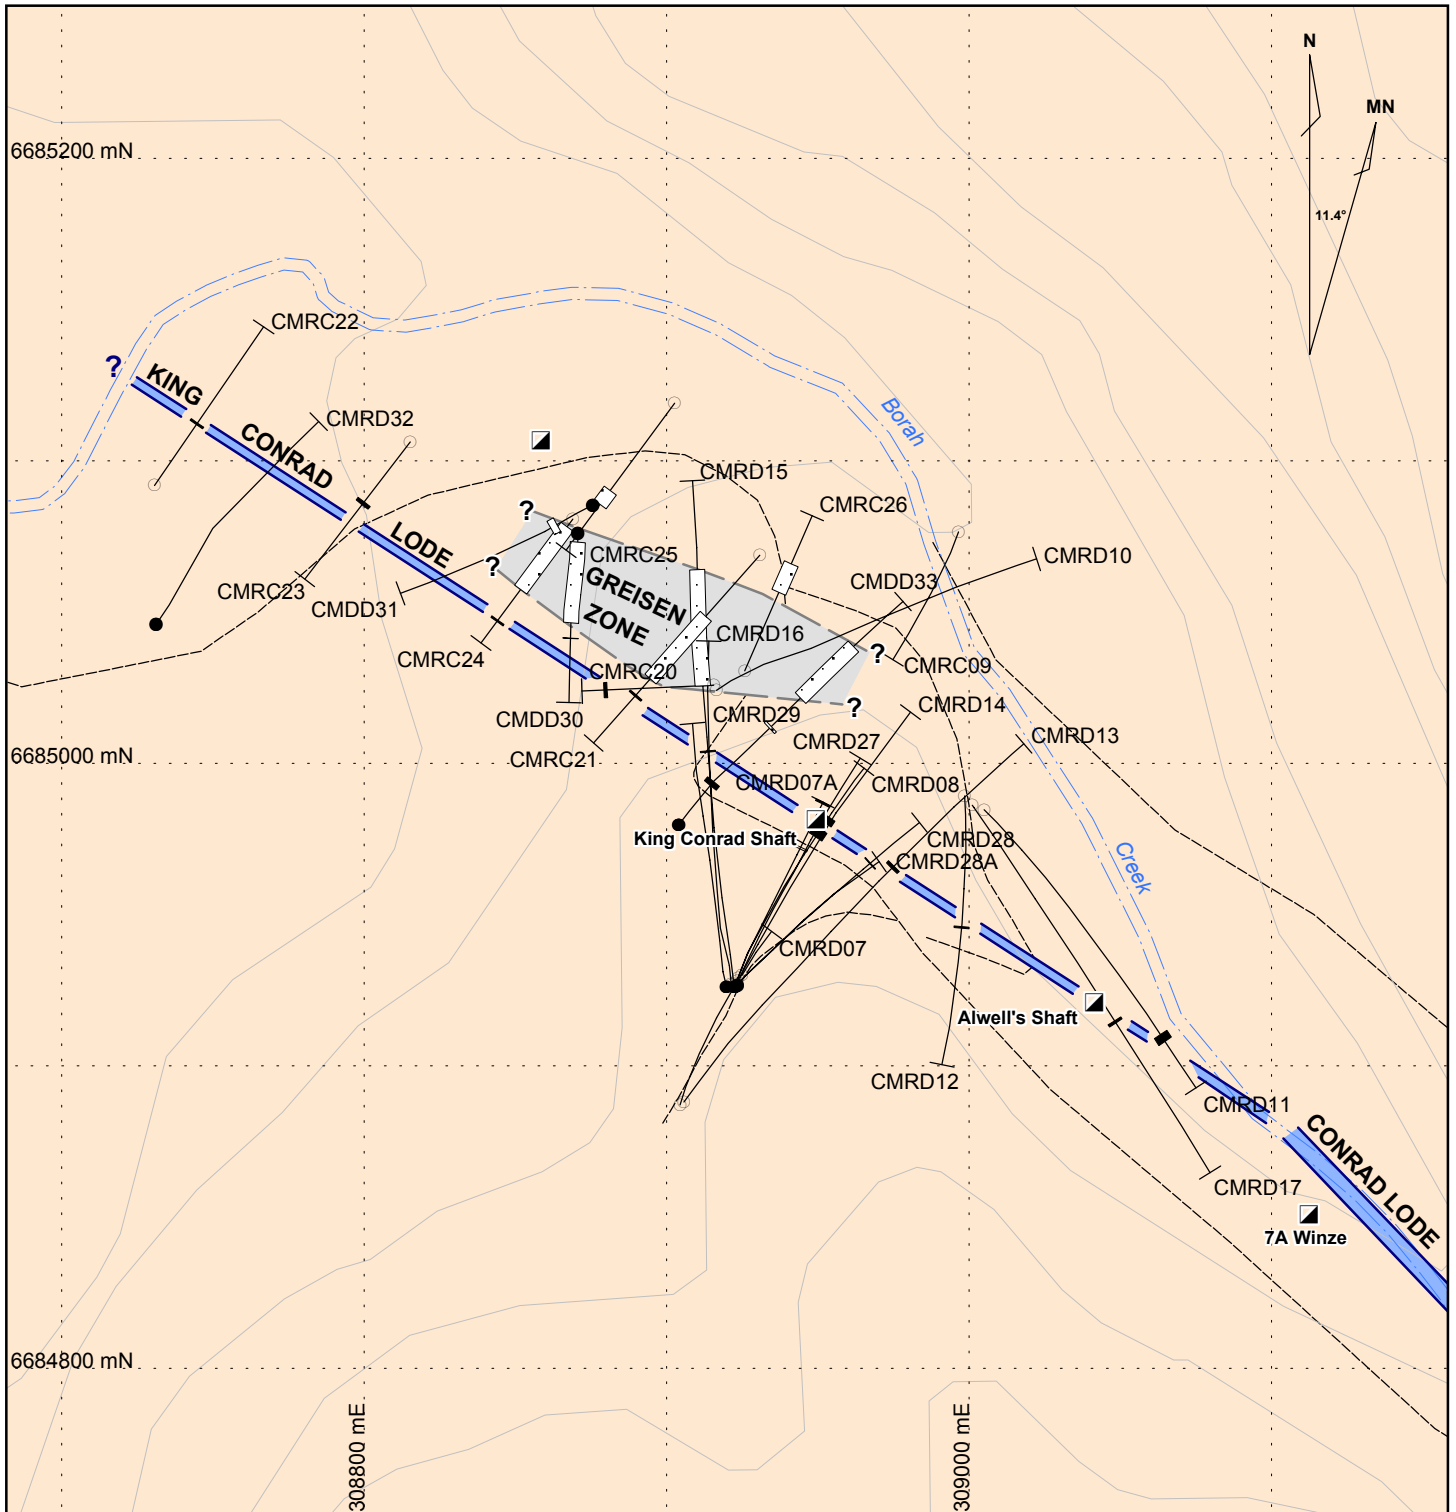 N
MN
6685200 mN
11.4°
CMRC22
?
KING
CONRAD
LODE
CMRD32
Borah
CMRD15
CMRC26
?
?
CMRC25
CMRD10
CMRC23
CMDD31
GREISEN
ZONE
CMDD33
CMRD16
CMRC24
?
CMRC09
CMRC20
CMDD30
CMRD29
?
CMRD14
CMRC21
6685000 mN
CMRD27
CMRD13
CMRD07A
CMRD08
King Conrad Shaft
CMRD28
CMRD28A
Creek
CMRD07
Alwell's Shaft
CMRD12
CMRD11
CONRAD LODE
CMRD17
7A Winze
6684800 mN
308800 mE
309000 mE